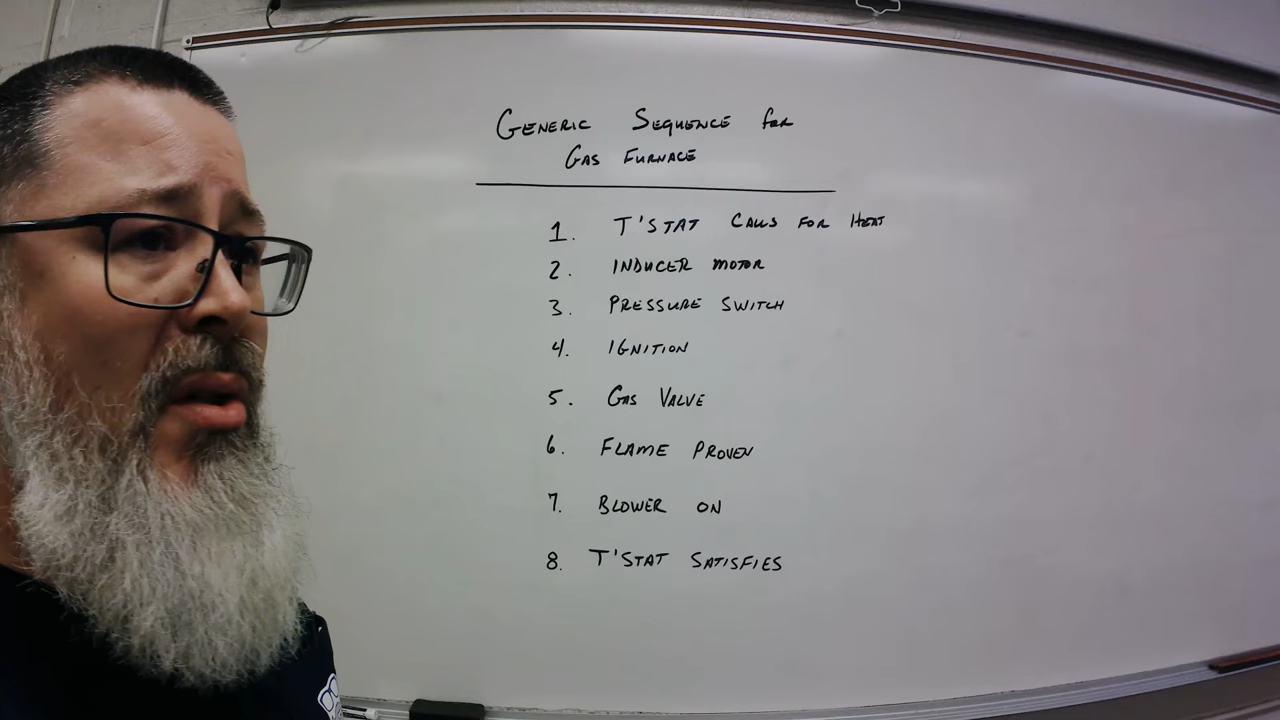 GENERIC SEQUENCE for
GAS FURNACE
1. T'STAT CALLS FOR HEAT
2. INDUCER MOTOR
3. PRESSURE SWITCH
4. IGNITION
5. GAS VALVE
6. FLAME PROVEN
7. BLOWER ON
8. T'STAT SATISFIES